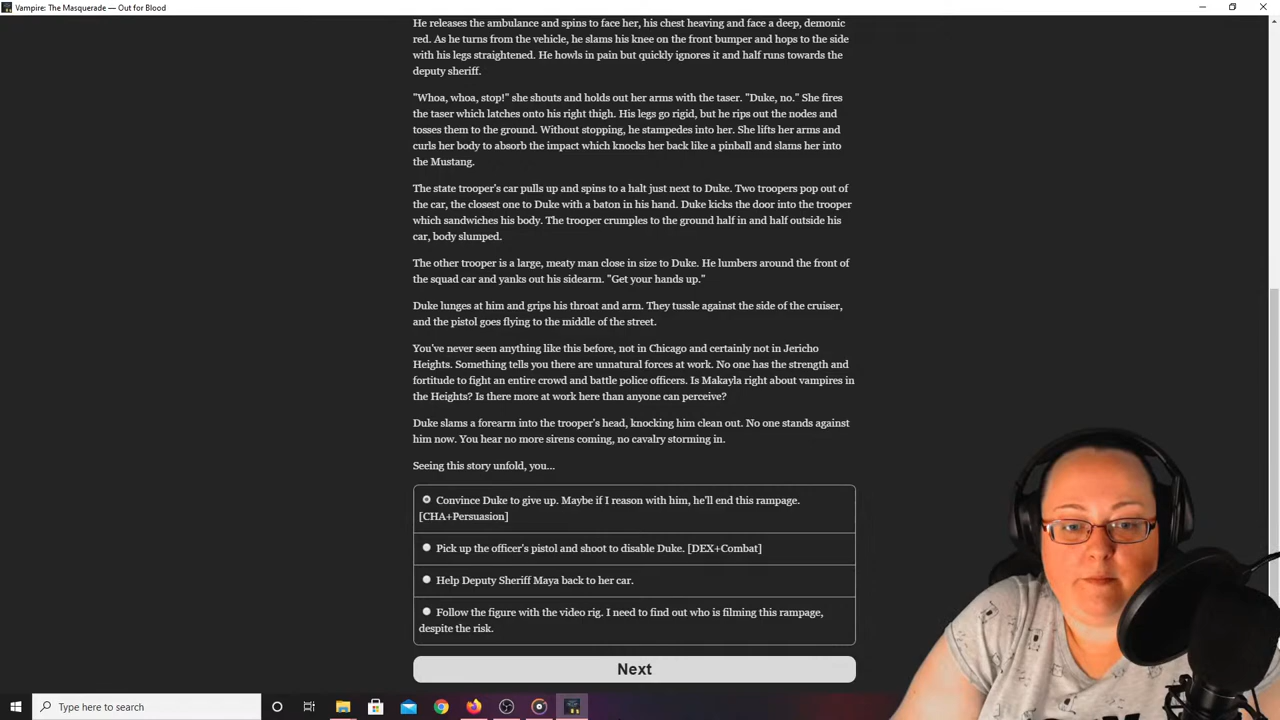 Vampire: The Masquerade — Out for Blood
He releases the ambulance and spins to face her, his chest heaving and face a deep, demonic
red. As he turns from the vehicle, he slams his knee on the front bumper and hops to the side
with his legs straightened. He howls in pain but quickly ignores it and half runs towards the
deputy sheriff.
"Whoa, whoa, stop!" she shouts and holds out her arms with the taser. "Duke, no." She fires
the taser which latches onto his right thigh. His legs go rigid, but he rips out the nodes and
tosses them to the ground. Without stopping, he stampedes into her. She lifts her arms and
curls her body to absorb the impact which knocks her back like a pinball and slams her into
the Mustang.
The state trooper's car pulls up and spins to a halt just next to Duke. Two troopers pop out of
the car, the closest one to Duke with a baton in his hand. Duke kicks the door into the trooper
which sandwiches his body. The trooper crumples to the ground half in and half outside his
car, body slumped.
The other trooper is a large, meaty man close in size to Duke. He lumbers around the front of
the squad car and yanks out his sidearm. "Get your hands up."
Duke lunges at him and grips his throat and arm. They tussle against the side of the cruiser,
and the pistol goes flying to the middle of the street.
You've never seen anything like this before, not in Chicago and certainly not in Jericho
Heights. Something tells you there are unnatural forces at work. No one has the strength and
fortitude to fight an entire crowd and battle police officers. Is Makayla right about vampires in
the Heights? Is there more at work here than anyone can perceive?
Duke slams a forearm into the trooper's head, knocking him clean out. No one stands against
him now. You hear no more sirens coming, no cavalry storming in.
Seeing this story unfold, you...
Convince Duke to give up. Maybe if I reason with him, he'll end this rampage.
[CHA+Persuasion]
Pick up the officer's pistol and shoot to disable Duke. [DEX+Combat]
Help Deputy Sheriff Maya back to her car.
Follow the figure with the video rig. I need to find out who is filming this rampage,
despite the risk.
Next
Type here to search